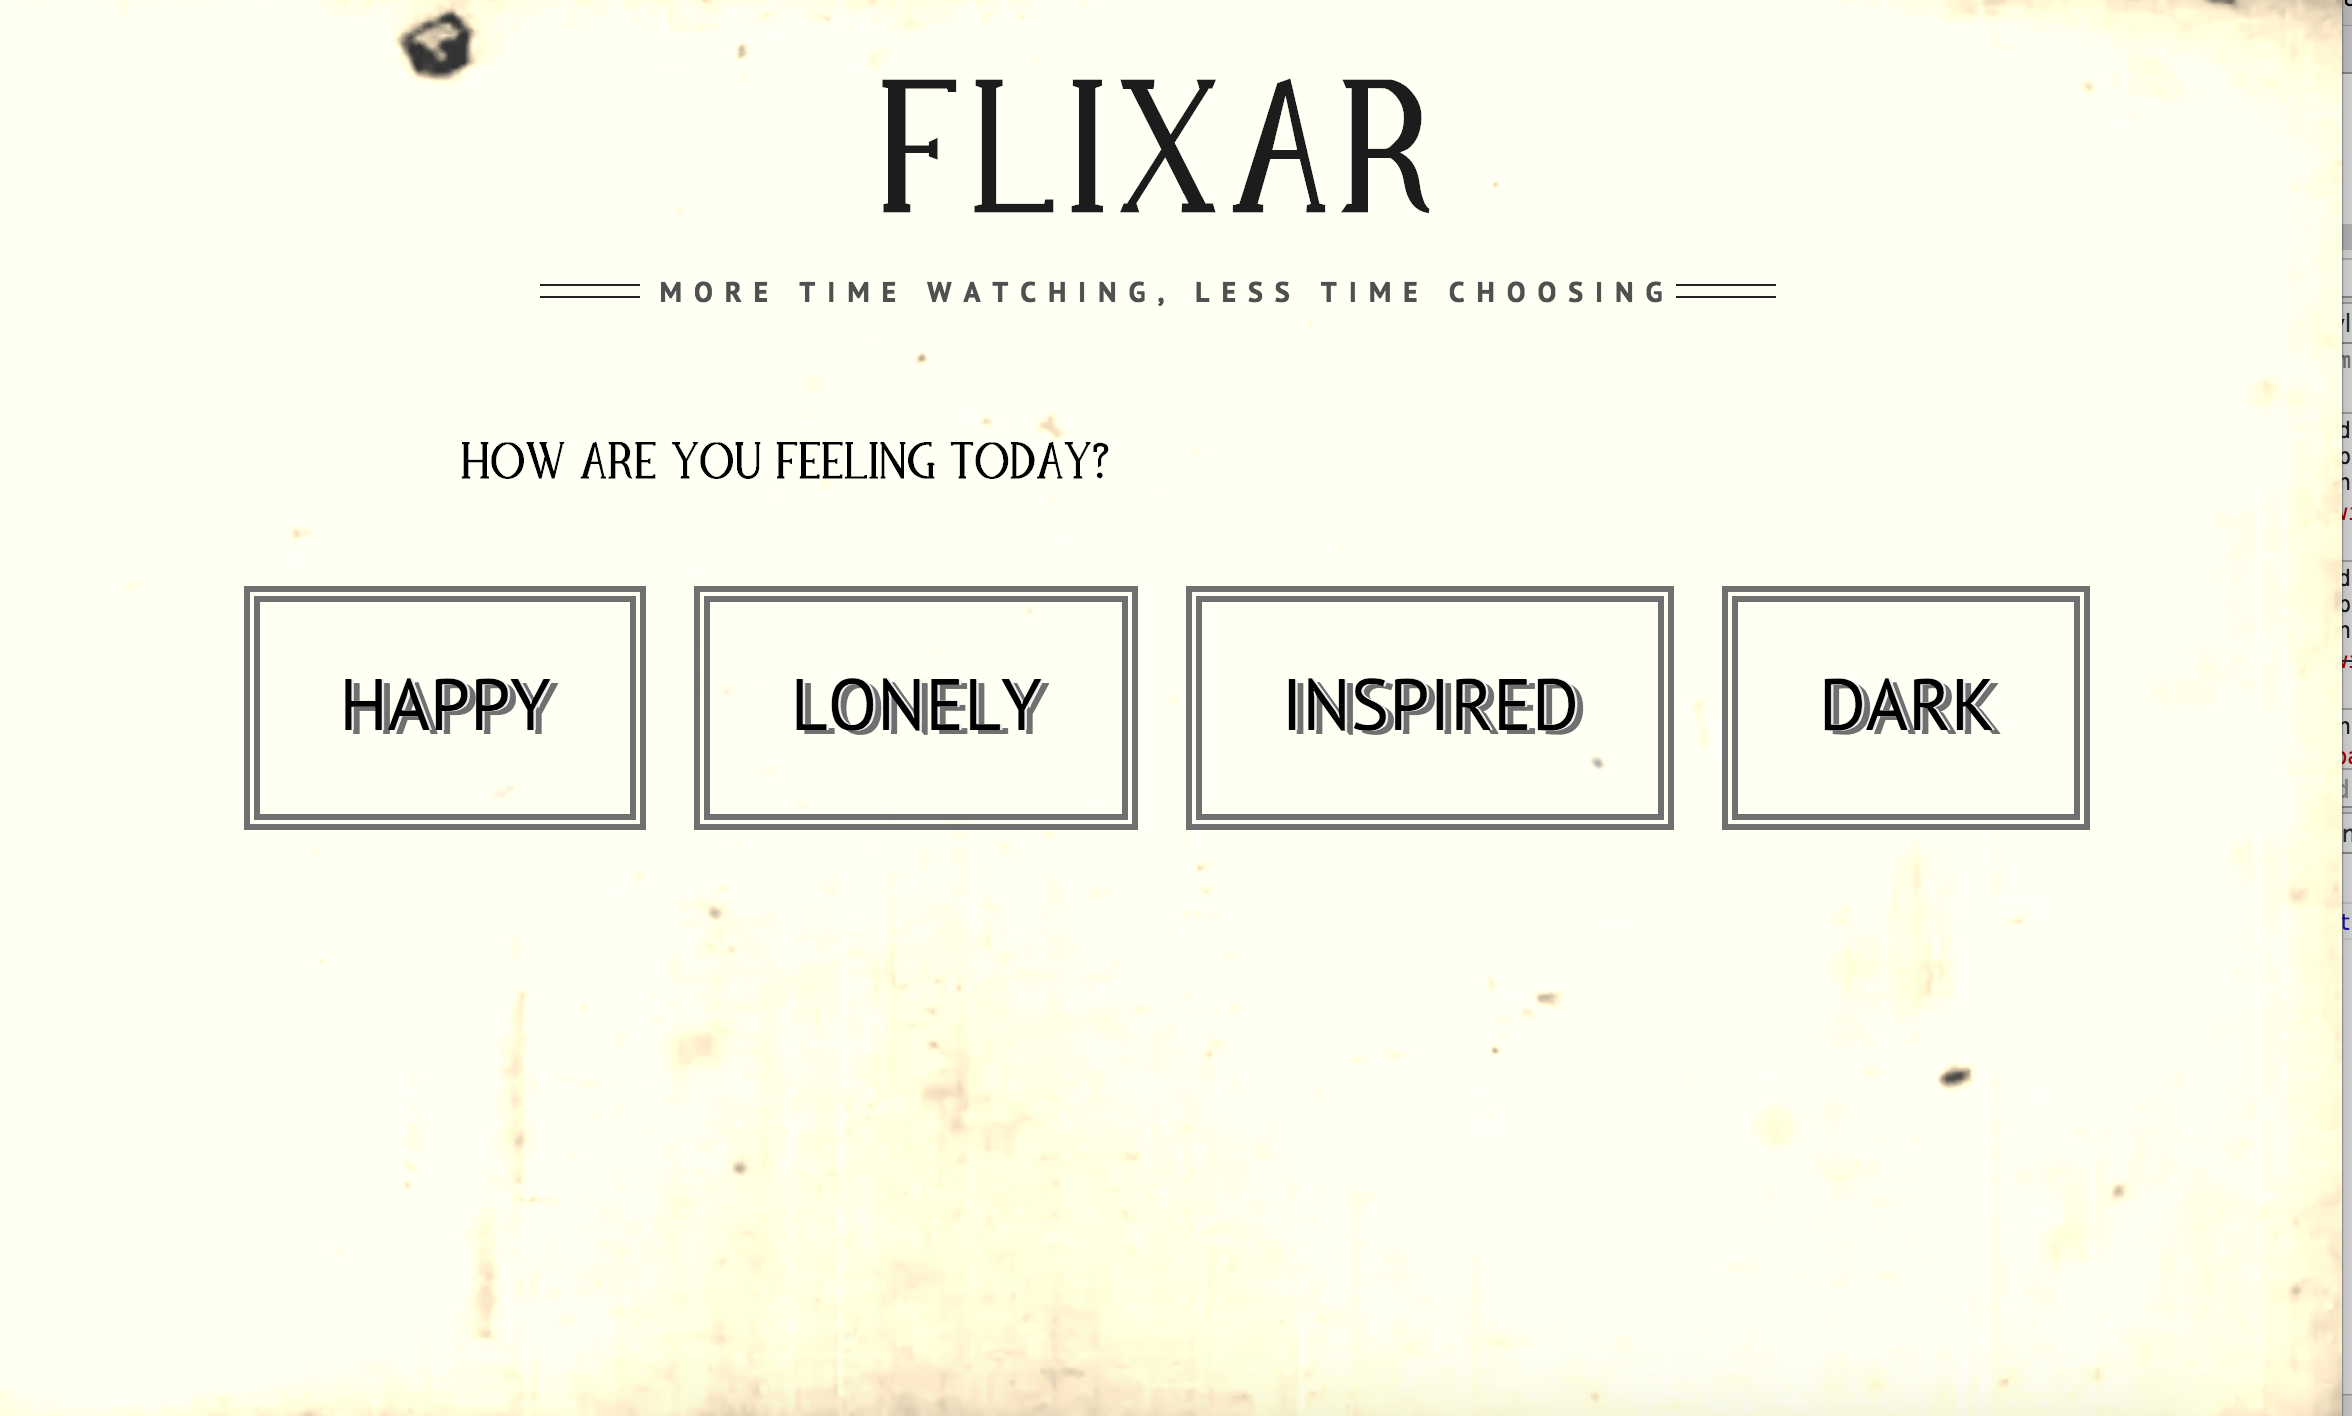 FLIXAR
MORE TIME WATCHING, LESS TIME CHOOSING
HOW ARE YOU FEELING TODAY?
HAPPY LONELY INSPIRED DARK